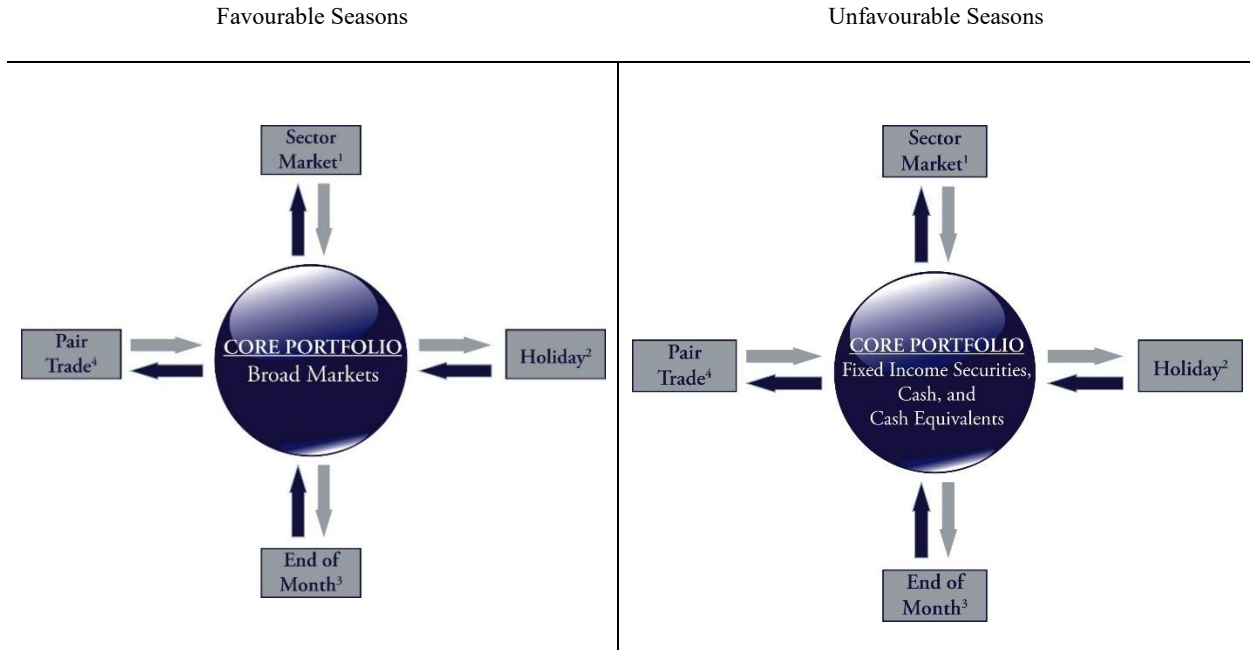 Favourable Seasons
Unfavourable Seasons
Sector
Market¹
Pair
Trade⁴
CORE PORTFOLIO
Broad Markets
Holiday²
End of
Month³
Sector
Market¹
Pair
Trade⁴
CORE PORTFOLIO
Fixed Income Securities,
Cash, and
Cash Equivalents
Holiday²
End of
Month³